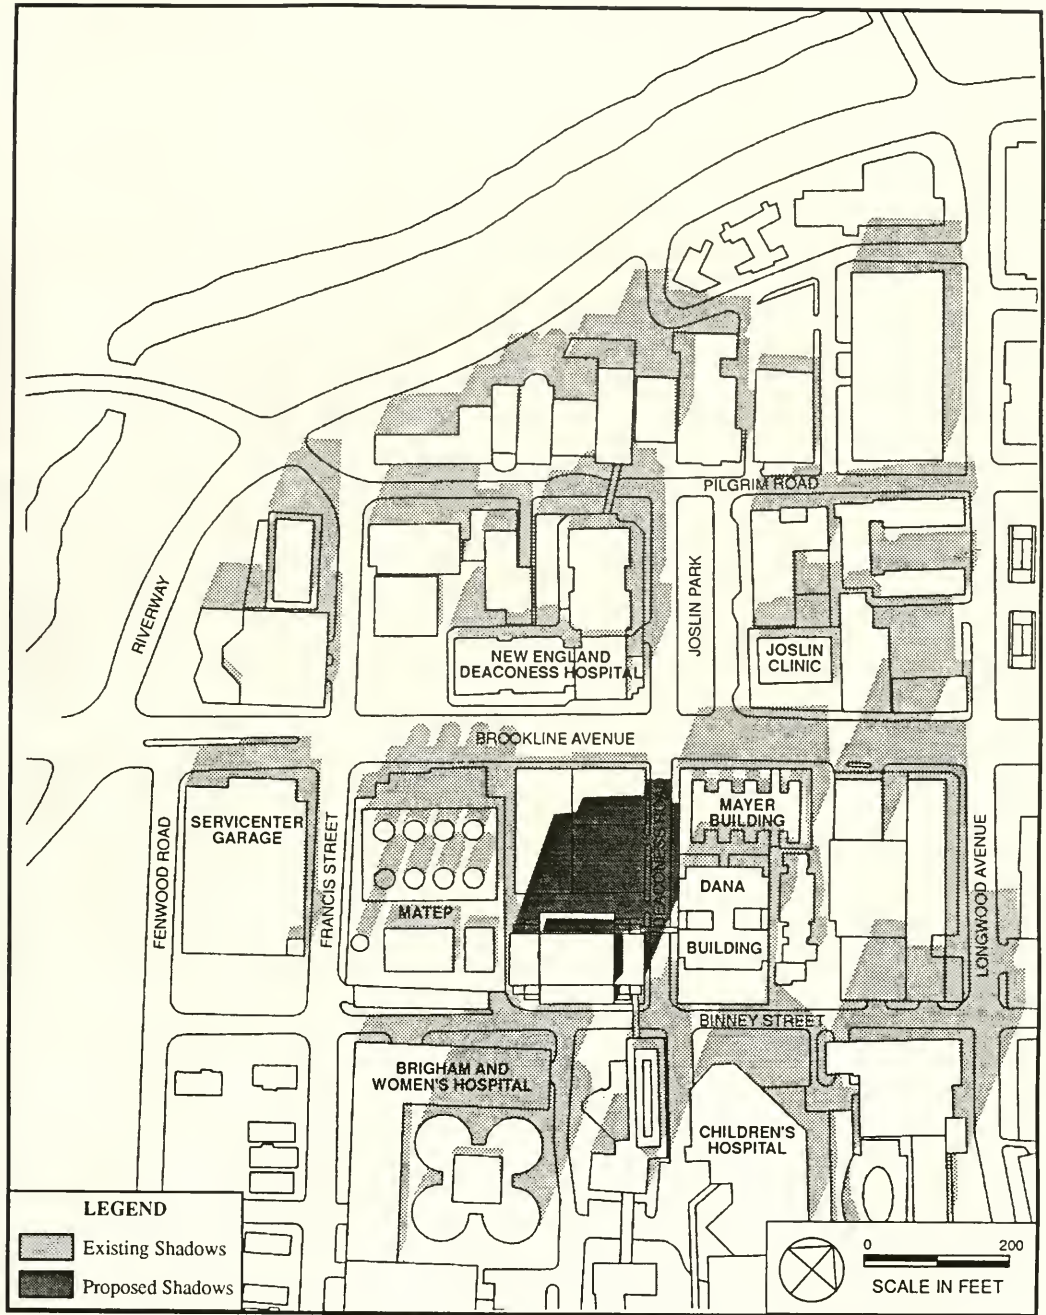 PILGRIM ROAD
RIVERWAY
JOSLIN PARK
NEW ENGLAND
DEACONESS HOSPITAL
JOSLIN
CLINIC
BROOKLINE AVENUE
FENWOOD ROAD
SERVICENTER
GARAGE
FRANCIS STREET
MATEP
DEACONESS ROAD
MAYER
BUILDING
DANA
BUILDING
LONGWOOD AVENUE
BINNEY STREET
BRIGHAM AND
WOMEN'S HOSPITAL
CHILDREN'S
HOSPITAL
LEGEND
Existing Shadows
Proposed Shadows
0 200
SCALE IN FEET